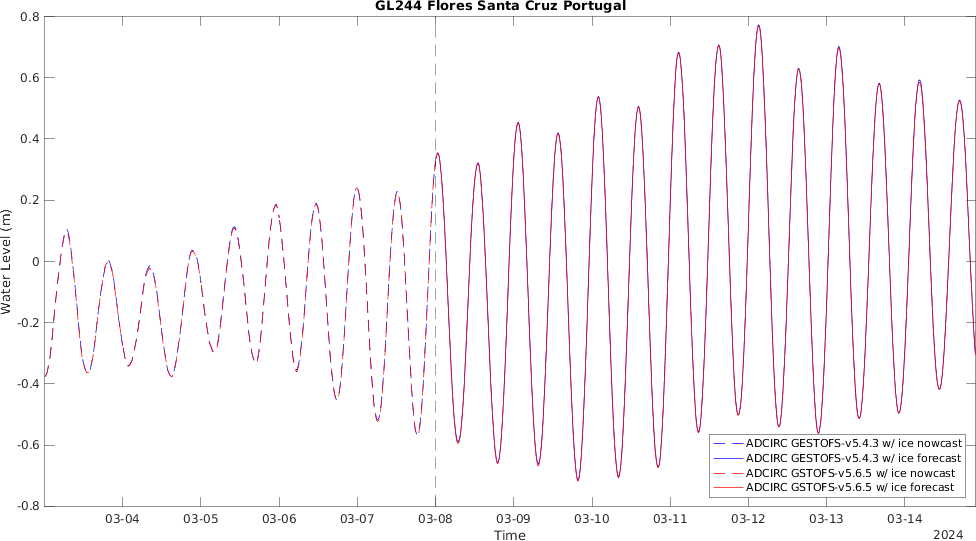 GL244 Flores Santa Cruz Portugal
0.8
0.6
0.4
0.2
0
-0.2
-0.4
-0.6
-0.8
Water Level (m)
ADCIRC GESTOFS-v5.4.3 w/ ice nowcast
ADCIRC GESTOFS-v5.4.3 w/ ice forecast
ADCIRC GSTOFS-v5.6.5 w/ ice nowcast
ADCIRC GSTOFS-v5.6.5 w/ ice forecast
03-04 03-05 03-06 03-07 03-08 03-09 03-10 03-11 03-12 03-13 03-14
Time
2024